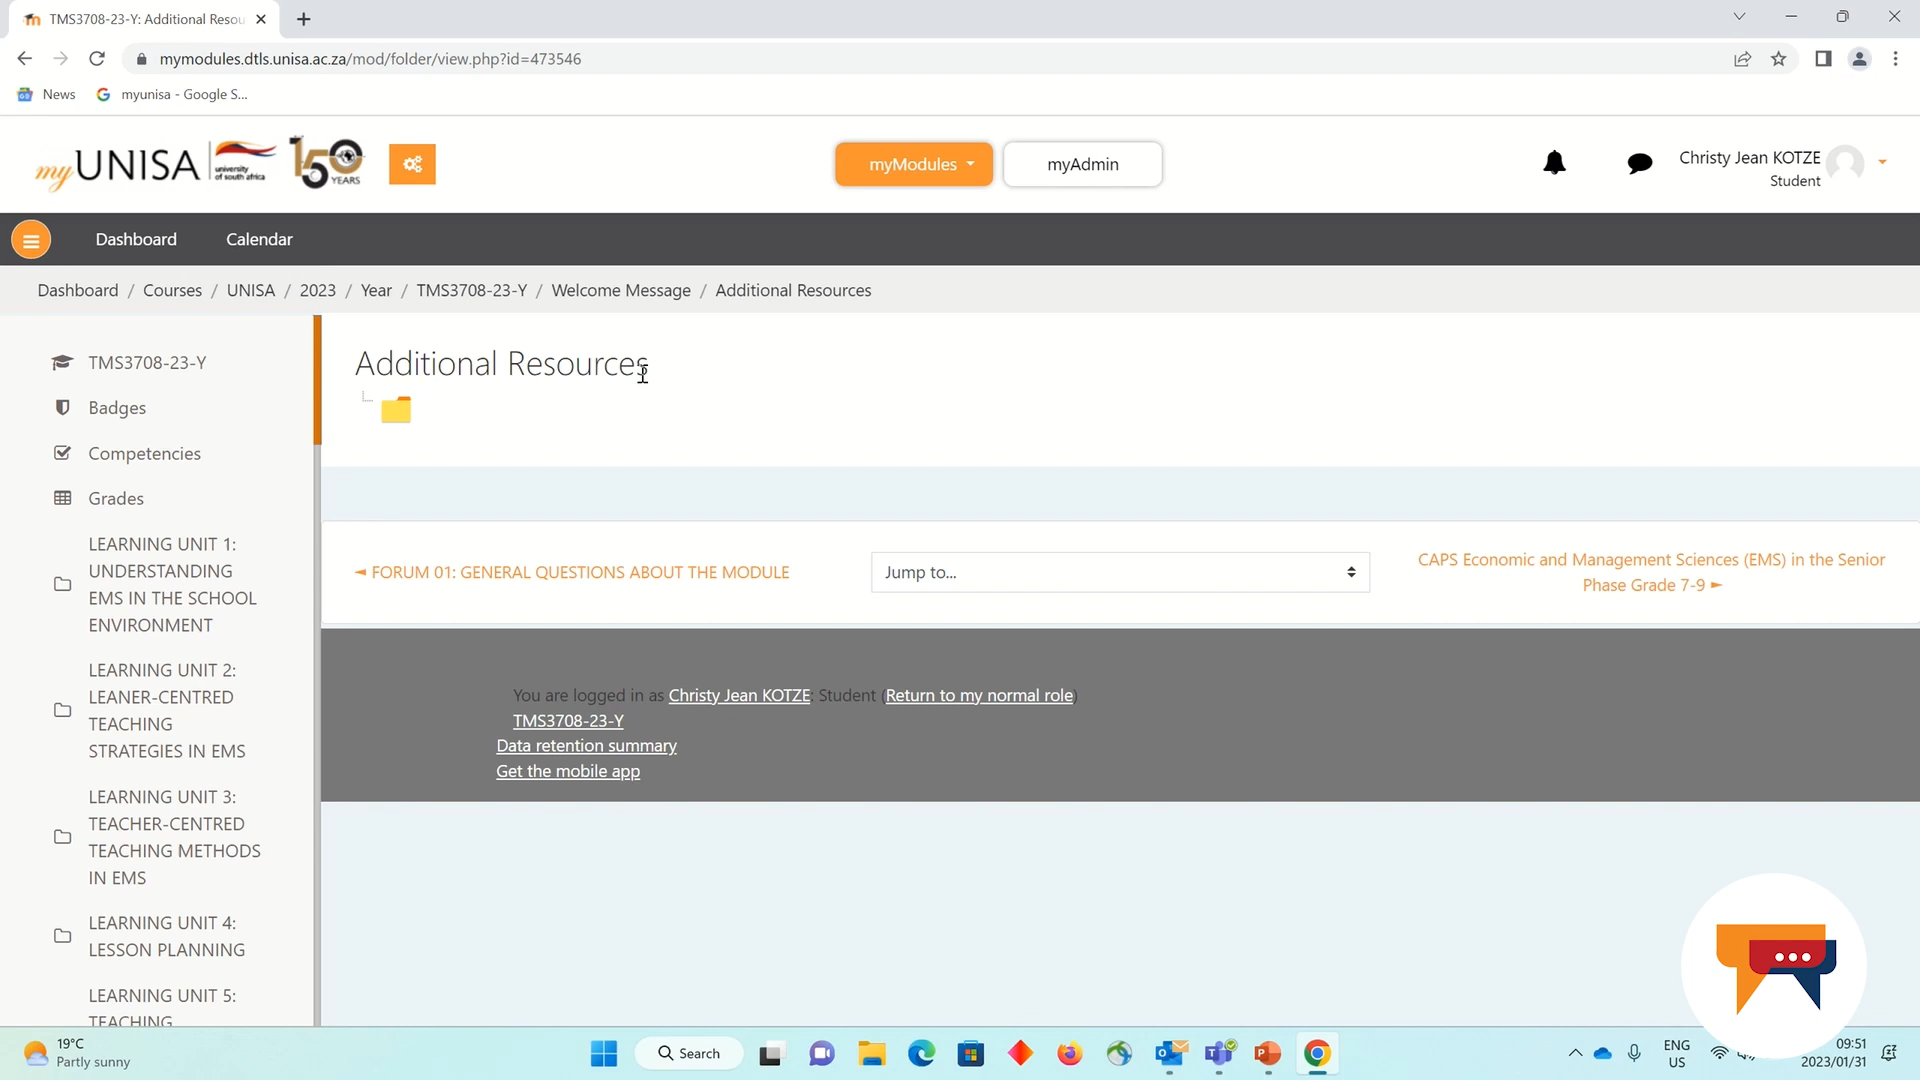 TMS3708-23-Y: Additional Resou
mymodules.dtls.unisa.ac.za/mod/folder/view.php?id=473546
News
myunisa - Google S...
myUNISA
university
of south africa
150
YEARS
myModules
myAdmin
Christy Jean KOTZE
Student
Dashboard
Calendar
Dashboard / Courses / UNISA / 2023 / Year / TMS3708-23-Y / Welcome Message / Additional Resources
TMS3708-23-Y
Badges
Competencies
Grades
LEARNING UNIT 1:
UNDERSTANDING
EMS IN THE SCHOOL
ENVIRONMENT
LEARNING UNIT 2:
LEANER-CENTRED
TEACHING
STRATEGIES IN EMS
LEARNING UNIT 3:
TEACHER-CENTRED
TEACHING METHODS
IN EMS
LEARNING UNIT 4:
LESSON PLANNING
LEARNING UNIT 5:
TEACHING
Additional Resources
◄ FORUM 01: GENERAL QUESTIONS ABOUT THE MODULE
Jump to...
CAPS Economic and Management Sciences (EMS) in the Senior
Phase Grade 7-9 ►
You are logged in as Christy Jean KOTZE: Student (Return to my normal role)
TMS3708-23-Y
Data retention summary
Get the mobile app
19°C
Partly sunny
Search
ENG
US
09:51
2023/01/31